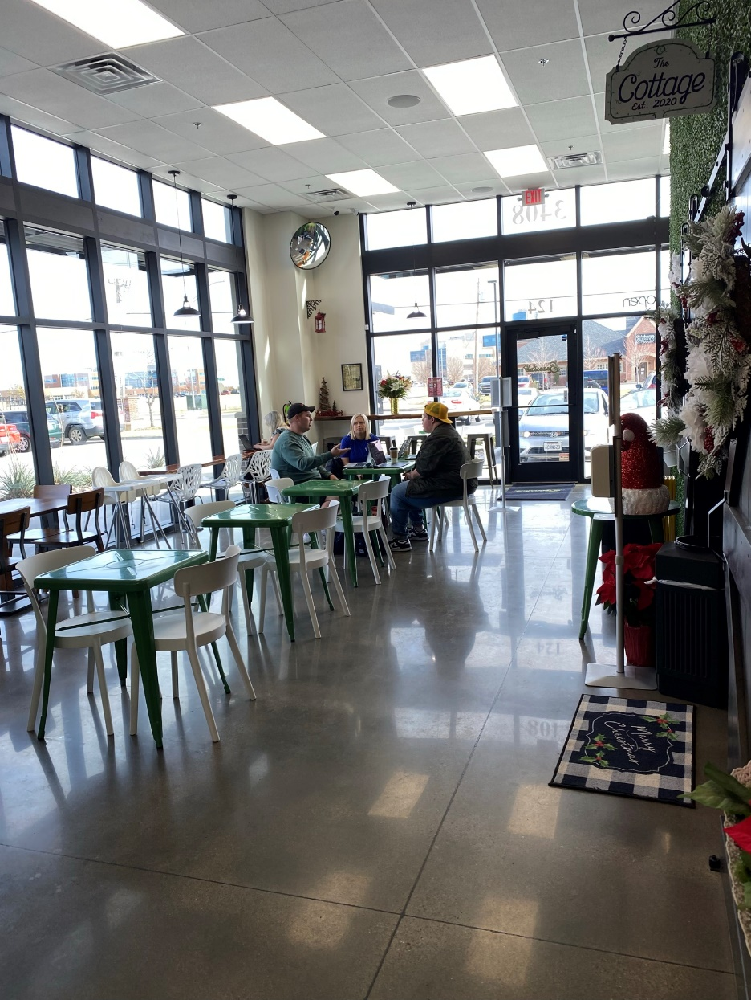 The
Cottage
Est. 2020
EXIT
3408
124
open
Merry
Christmas